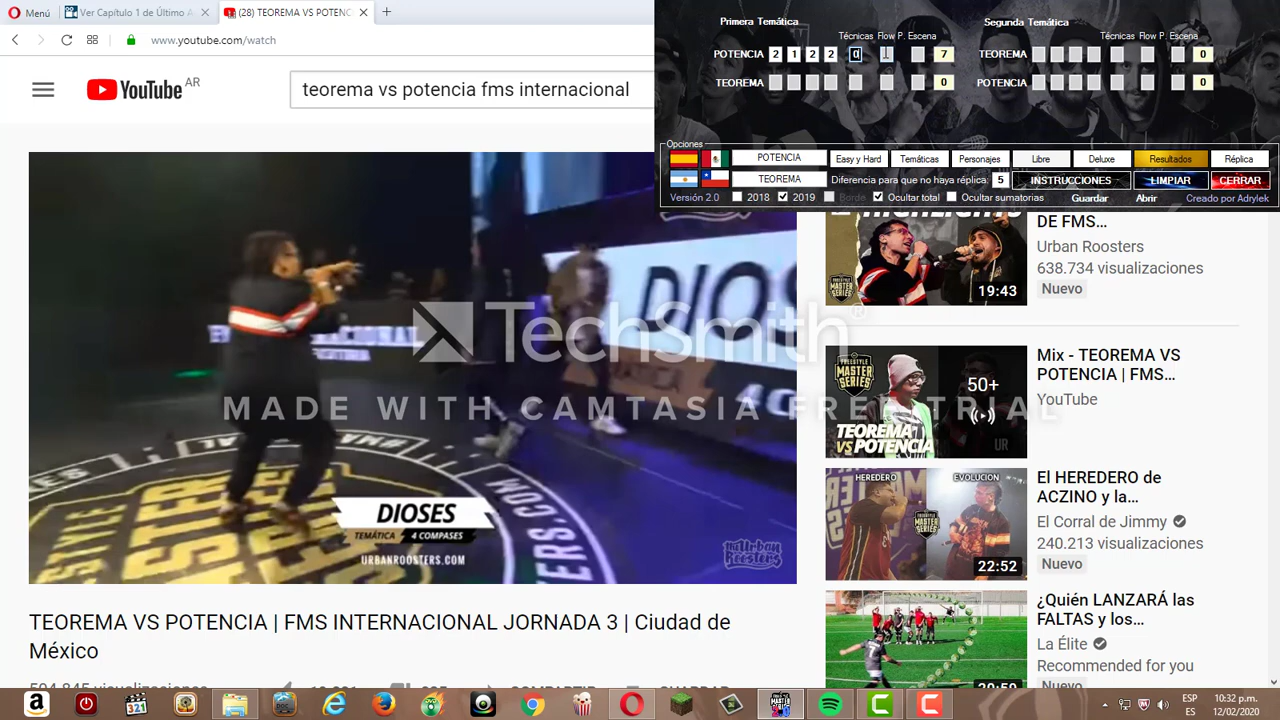 Menú
Ver Capítulo 1 de Último A
(28) TEOREMA VS POTENC
www.youtube.com/watch
YouTube AR
teorema vs potencia fms internacional
Primera Temática
Segunda Temática
Técnicas Flow P. Escena
Técnicas Flow P. Escena
POTENCIA 2 1 2 2 0 7
TEOREMA 0
TEOREMA 0
POTENCIA 0
Opciones
POTENCIA Easy y Hard Temáticas Personajes Libre Deluxe Resultados Réplica
TEOREMA Diferencia para que no haya réplica: 5 INSTRUCCIONES LIMPIAR CERRAR
Versión 2.0 2018 2019 Borde Ocultar total Ocultar sumatorias Guardar Abrir Creado por Adrylek
DIOSES
TechSmith
MADE WITH CAMTASIA FREE TRIAL
DIOSES
TEMÁTICA 4 COMPASES
URBANROOSTERS.COM
Urban Roosters
TEOREMA VS POTENCIA | FMS INTERNACIONAL JORNADA 3 | Ciudad de
México
DE FMS...
Urban Roosters
638.734 visualizaciones
Nuevo
19:43
Mix - TEOREMA VS
POTENCIA | FMS...
YouTube
50+
FREESTYLE
MASTER
SERIES
TEOREMA
VS POTENCIA
UR
El HEREDERO de
ACZINO y la...
El Corral de Jimmy
240.213 visualizaciones
Nuevo
HEREDERO
EVOLUCION
22:52
¿Quién LANZARÁ las
FALTAS y los...
La Élite
Recommended for you
ESP
ES
10:32 p.m.
12/02/2020